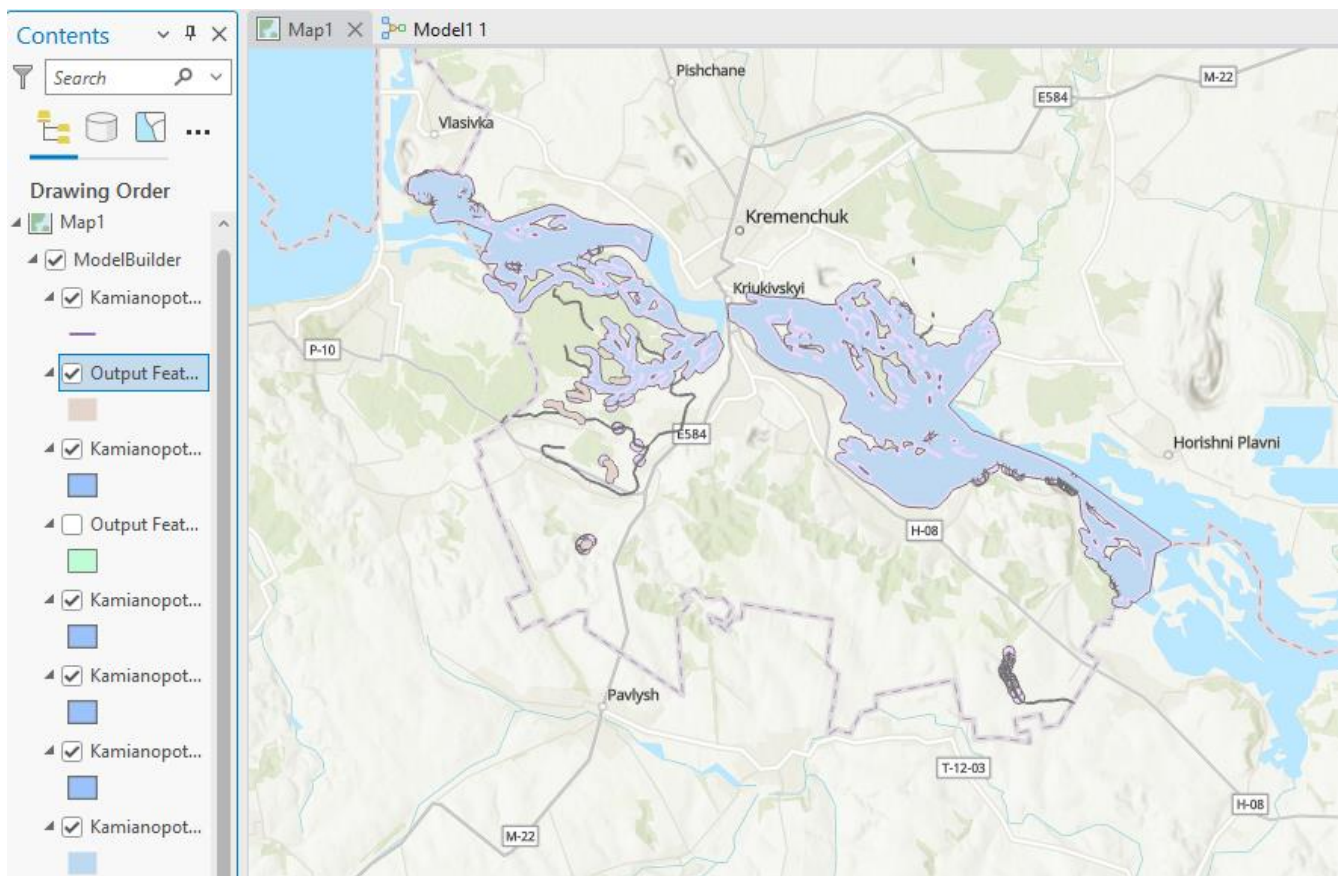 Contents
Search
Drawing Order
Map1
ModelBuilder
Kamianopot...
Output Feat...
Kamianopot...
Output Feat...
Kamianopot...
Kamianopot...
Kamianopot...
Kamianopot...
Map1
Model1 1
Pishchane
M-22
E584
Vlasivka
Kremenchuk
Kriukivskyi
P-10
E584
Horishni Plavni
H-08
Pavlysh
T-12-03
H-08
M-22